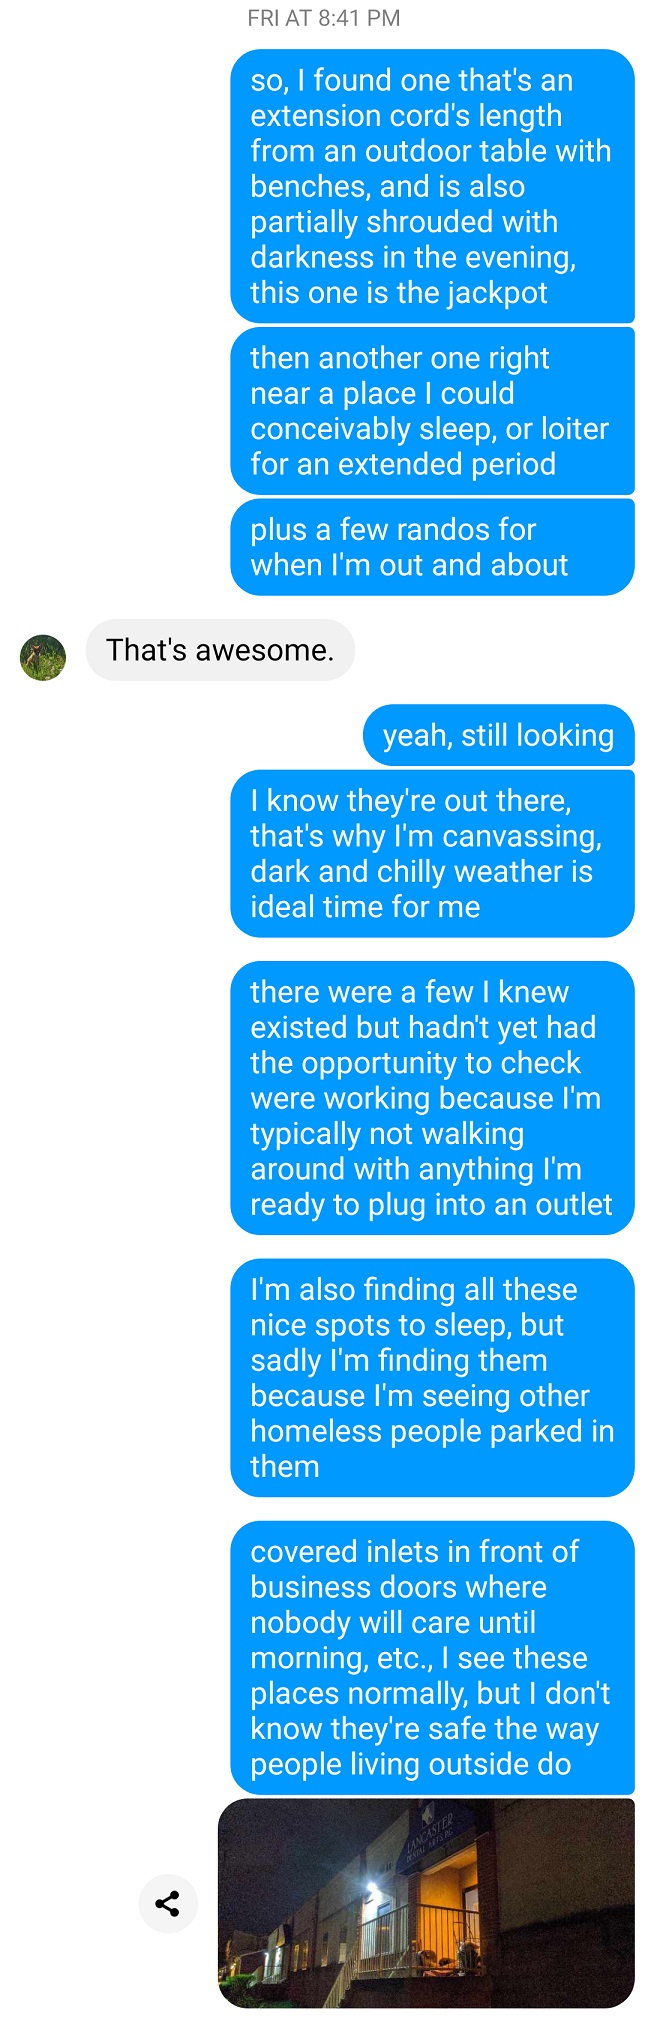 FRI AT 8:41 PM
so, I found one that's an
extension cord's length
from an outdoor table with
benches, and is also
partially shrouded with
darkness in the evening,
this one is the jackpot
then another one right
near a place I could
conceivably sleep, or loiter
for an extended period
plus a few randos for
when I'm out and about
That's awesome.
yeah, still looking
I know they're out there,
that's why I'm canvassing,
dark and chilly weather is
ideal time for me
there were a few I knew
existed but hadn't yet had
the opportunity to check
were working because I'm
typically not walking
around with anything I'm
ready to plug into an outlet
I'm also finding all these
nice spots to sleep, but
sadly I'm finding them
because I'm seeing other
homeless people parked in
them
covered inlets in front of
business doors where
nobody will care until
morning, etc., I see these
places normally, but I don't
know they're safe the way
people living outside do
LANCASTER
DENTAL ARTS, PC